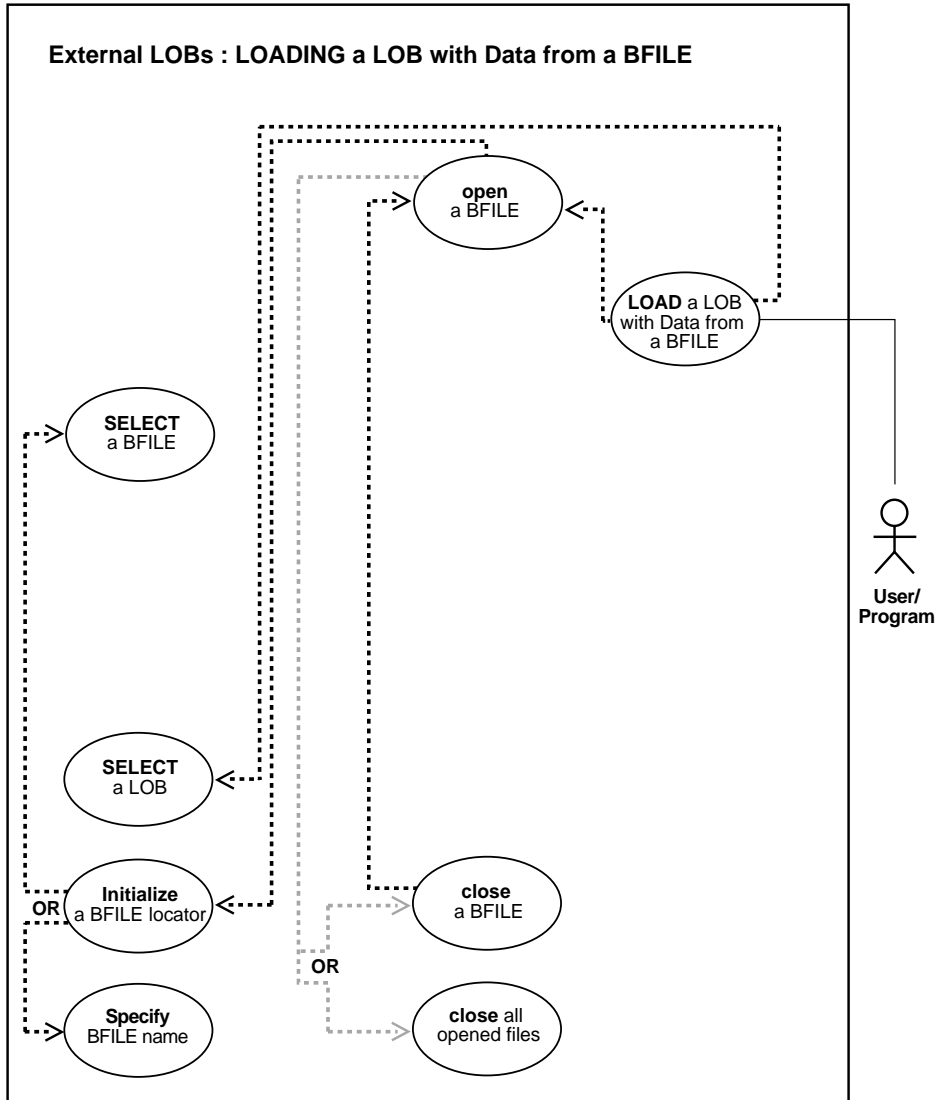 External LOBs : LOADING a LOB with Data from a BFILE
open
a BFILE
LOAD a LOB
with Data from
a BFILE
SELECT
a BFILE
User/
Program
SELECT
a LOB
Initialize
a BFILE locator
OR
close
a BFILE
OR
Specify
BFILE name
close all
opened files